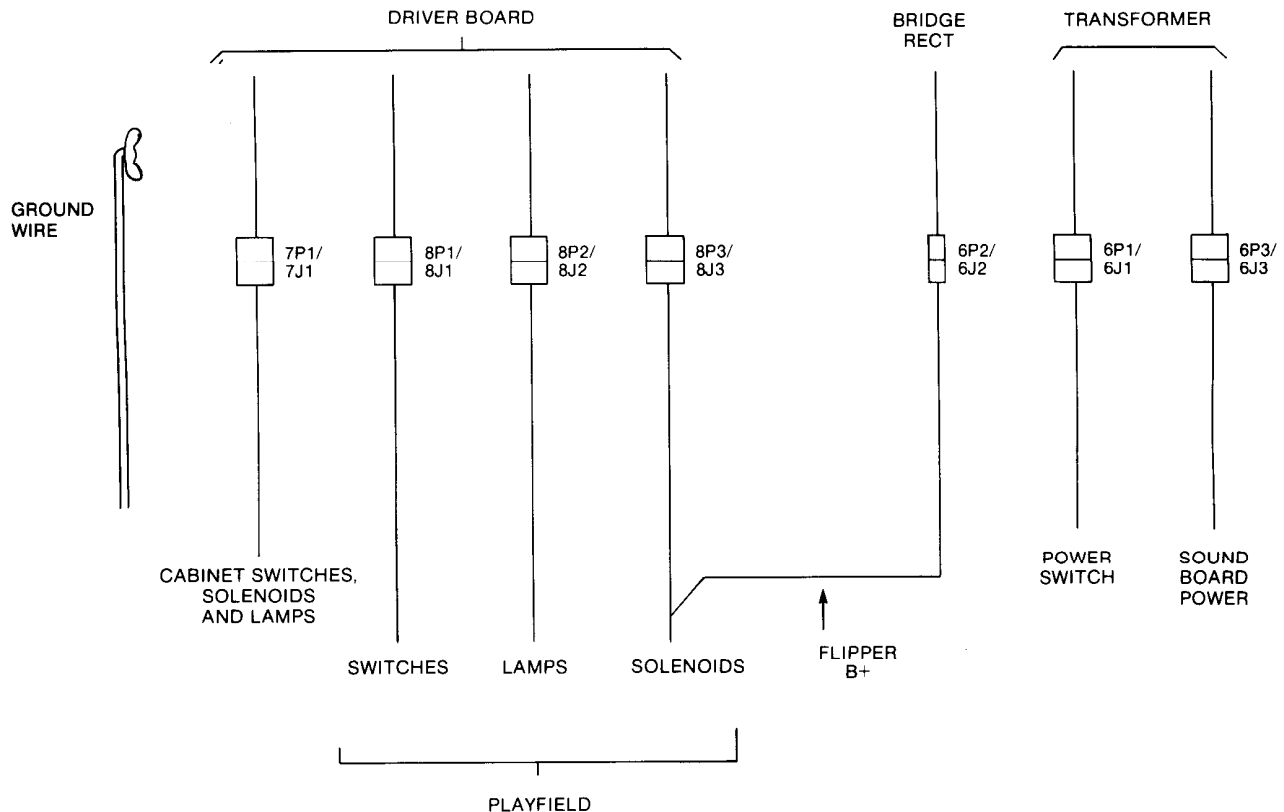 DRIVER BOARD
BRIDGE
RECT
TRANSFORMER
GROUND
WIRE
7P1/
7J1
8P1/
8J1
8P2/
8J2
8P3/
8J3
6P2/
6J2
6P1/
6J1
6P3/
6J3
CABINET SWITCHES,
SOLENOIDS
AND LAMPS
SWITCHES
LAMPS
SOLENOIDS
FLIPPER
B+
POWER
SWITCH
SOUND
BOARD
POWER
PLAYFIELD